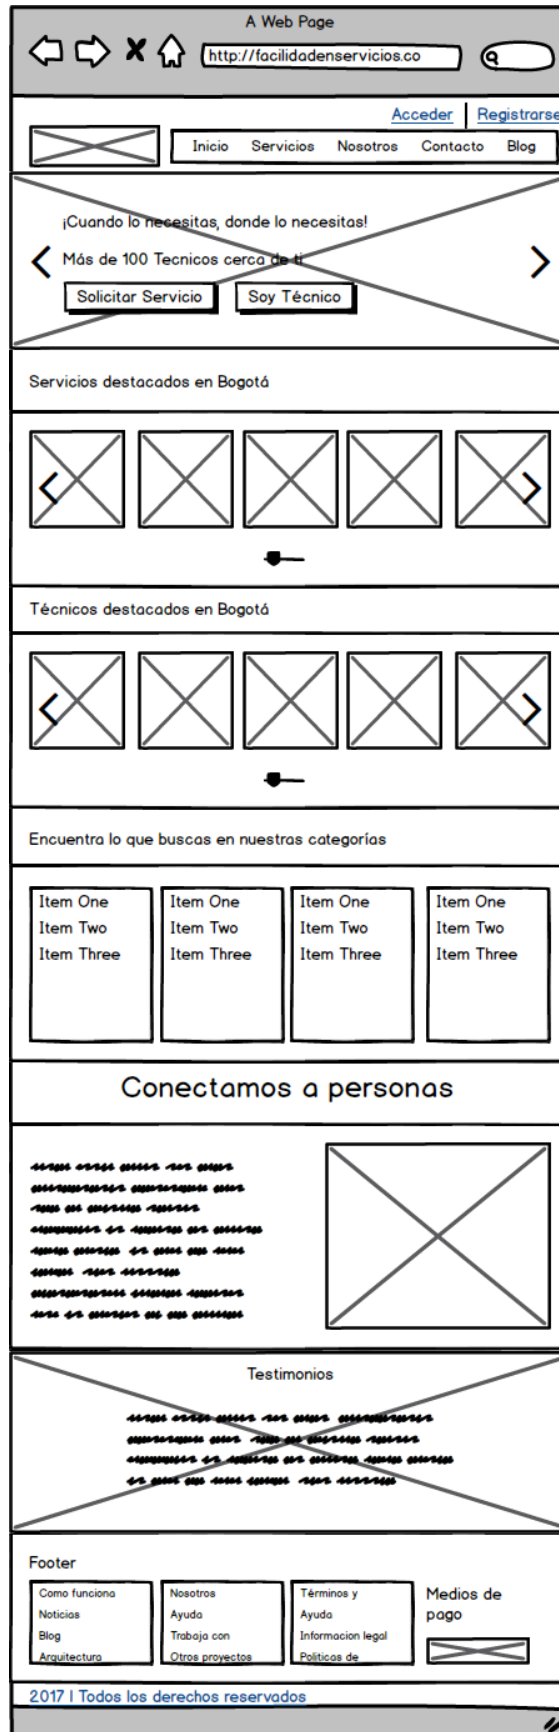 A Web Page
http://facilidadenservicios.co
Acceder Registrarse
Inicio Servicios Nosotros Contacto Blog
¡Cuando lo necesitas, donde lo necesitas!
Más de 100 Tecnicos cerca de ti
Solicitar Servicio Soy Técnico
Servicios destacados en Bogotá
Técnicos destacados en Bogotá
Encuentra lo que buscas en nuestras categorías
Item One Item One Item One Item One
Item Two Item Two Item Two Item Two
Item Three Item Three Item Three Item Three
Conectamos a personas
Testimonios
Footer
Como funciona
Noticias
Blog
Arquitectura
Nosotros
Ayuda
Trabaja con
Otros proyectos
Términos y
Ayuda
Informacion legal
Politicas de
Medios de
pago
2017 | Todos los derechos reservados